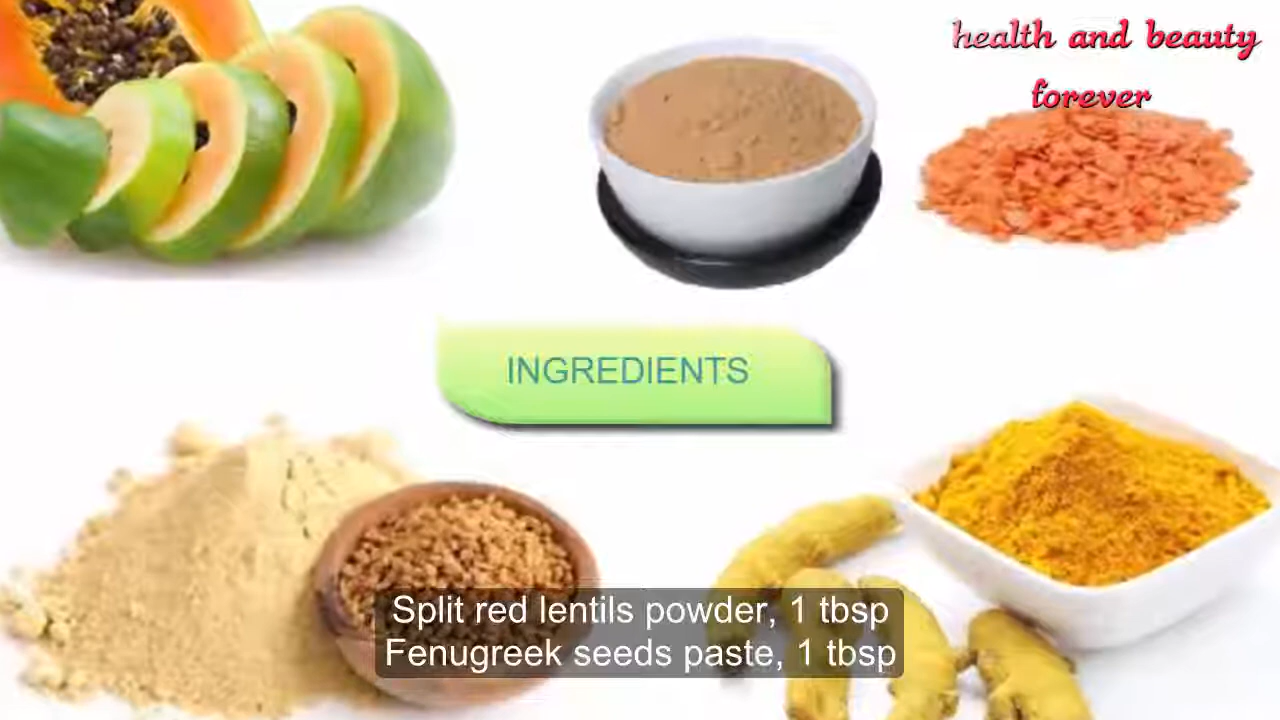 health and beauty
forever
INGREDIENTS
Split red lentils powder, 1 tbsp
Fenugreek seeds paste, 1 tbsp